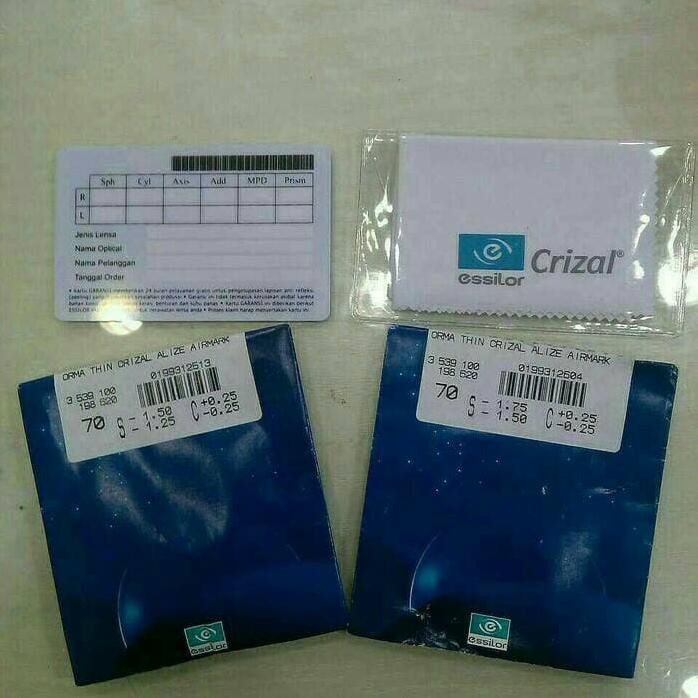 Sph Cyl Axis Add MPD Prism
R
L
Jenis Lensa
Nama Optical
Nama Pelanggan
Tanggal Order
essilor Crizal®
ORMA THIN CRIZAL ALIZE AIRMARK
3 539 100 0199312513
198 620
70 S = 1.50 C +0.25
1.25 -0.25
essilor
ORMA THIN CRIZAL ALIZE AIRMARK
3 539 100 0199312504
198 620
70 S = 1.75 C +0.25
1.50 -0.25
essilor